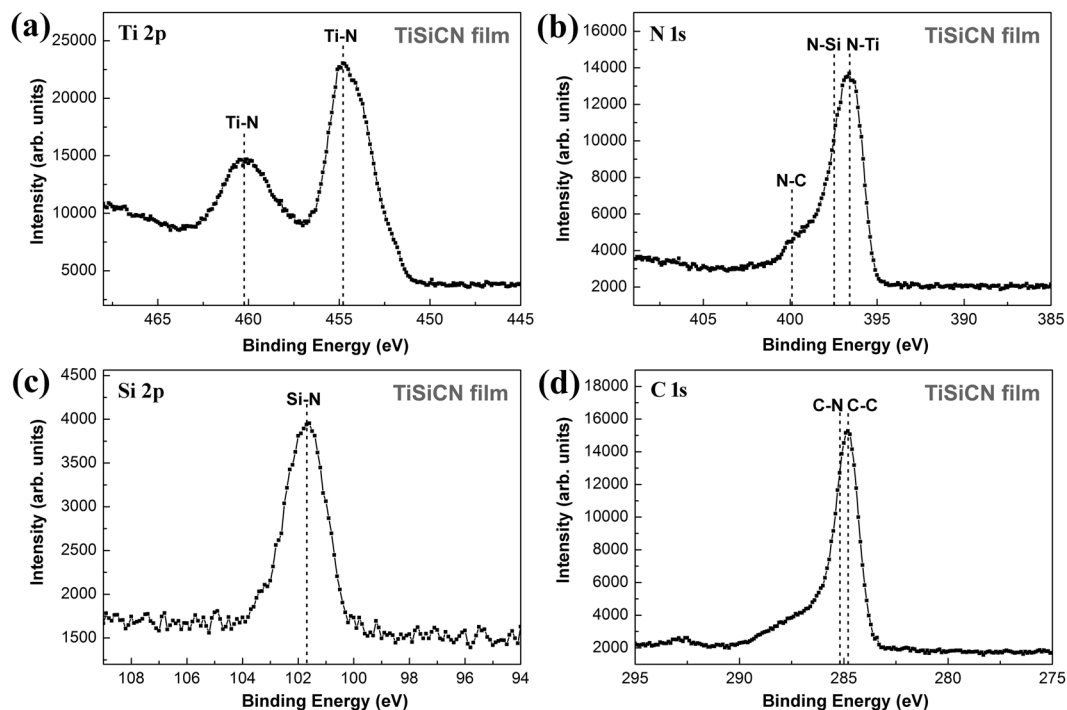 (a)
Ti 2p
Ti-N
Ti-N
TiSiCN film
25000
20000
15000
10000
5000
Intensity (arb. units)
465
460
455
450
445
Binding Energy (eV)
(b)
N 1s
N-Si
N-Ti
N-C
TiSiCN film
16000
14000
12000
10000
8000
6000
4000
2000
Intensity (arb. units)
405
400
395
390
385
Binding Energy (eV)
(c)
Si 2p
Si-N
TiSiCN film
4500
4000
3500
3000
2500
2000
1500
Intensity (arb. units)
108
106
104
102
100
98
96
94
Binding Energy (eV)
(d)
C 1s
C-N
C-C
TiSiCN film
18000
16000
14000
12000
10000
8000
6000
4000
2000
Intensity (arb. units)
295
290
285
280
275
Binding Energy (eV)